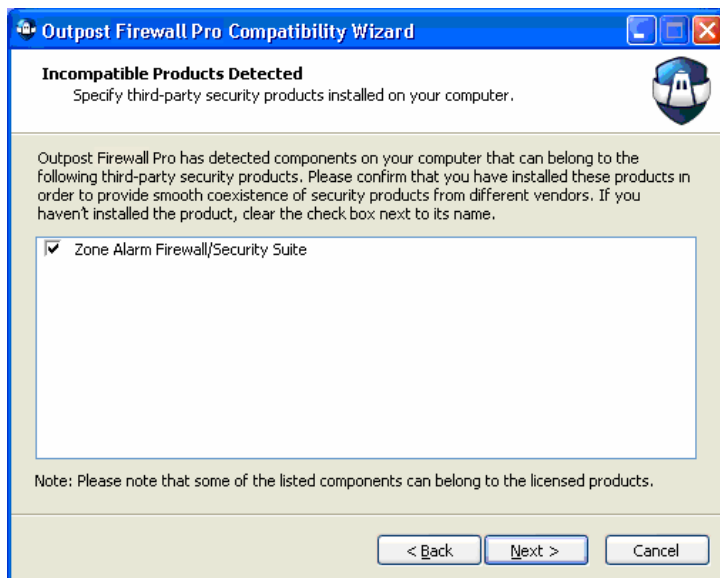 Outpost Firewall Pro Compatibility Wizard
Incompatible Products Detected
Specify third-party security products installed on your computer.
Outpost Firewall Pro has detected components on your computer that can belong to the
following third-party security products. Please confirm that you have installed these products in
order to provide smooth coexistence of security products from different vendors. If you
haven't installed the product, clear the check box next to its name.
Zone Alarm Firewall/Security Suite
Note: Please note that some of the listed components can belong to the licensed products.
< Back
Next >
Cancel